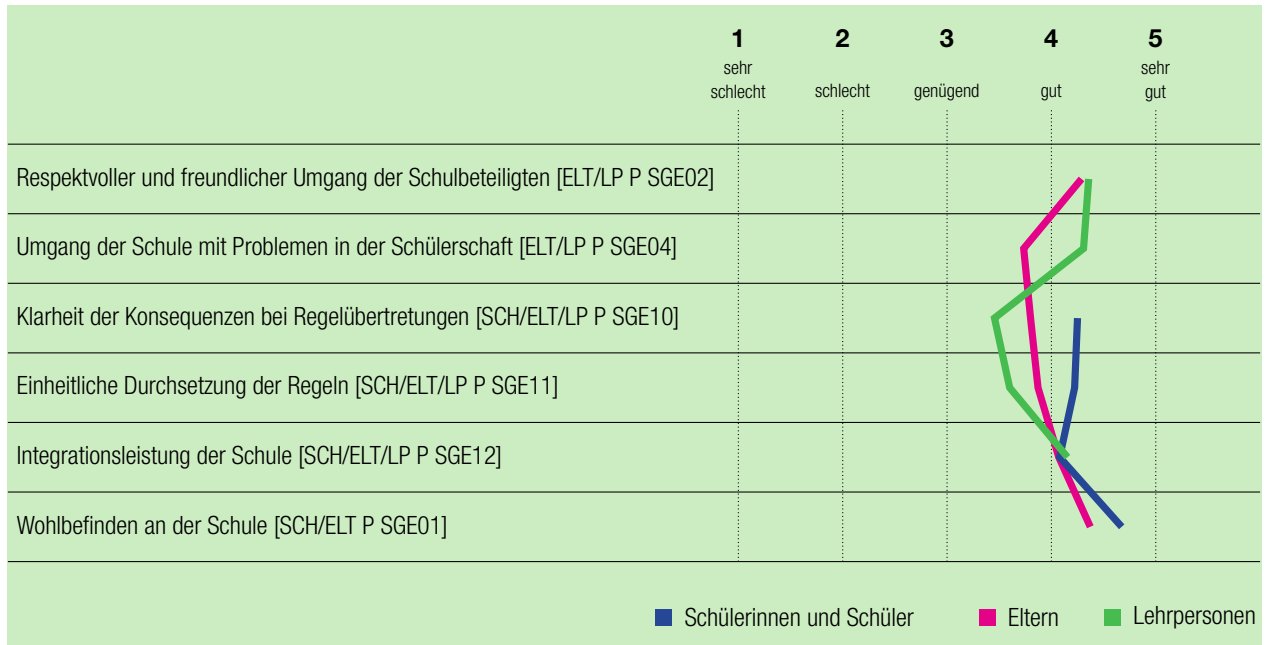 1 2 3 4 5
sehr schlecht schlecht genügend gut sehr gut
Respektvoller und freundlicher Umgang der Schulbeteiligten [ELT/LP P SGE02]
Umgang der Schule mit Problemen in der Schülerschaft [ELT/LP P SGE04]
Klarheit der Konsequenzen bei Regelübertretungen [SCH/ELT/LP P SGE10]
Einheitliche Durchsetzung der Regeln [SCH/ELT/LP P SGE11]
Integrationsleistung der Schule [SCH/ELT/LP P SGE12]
Wohlbefinden an der Schule [SCH/ELT P SGE01]
Schülerinnen und Schüler Eltern Lehrpersonen